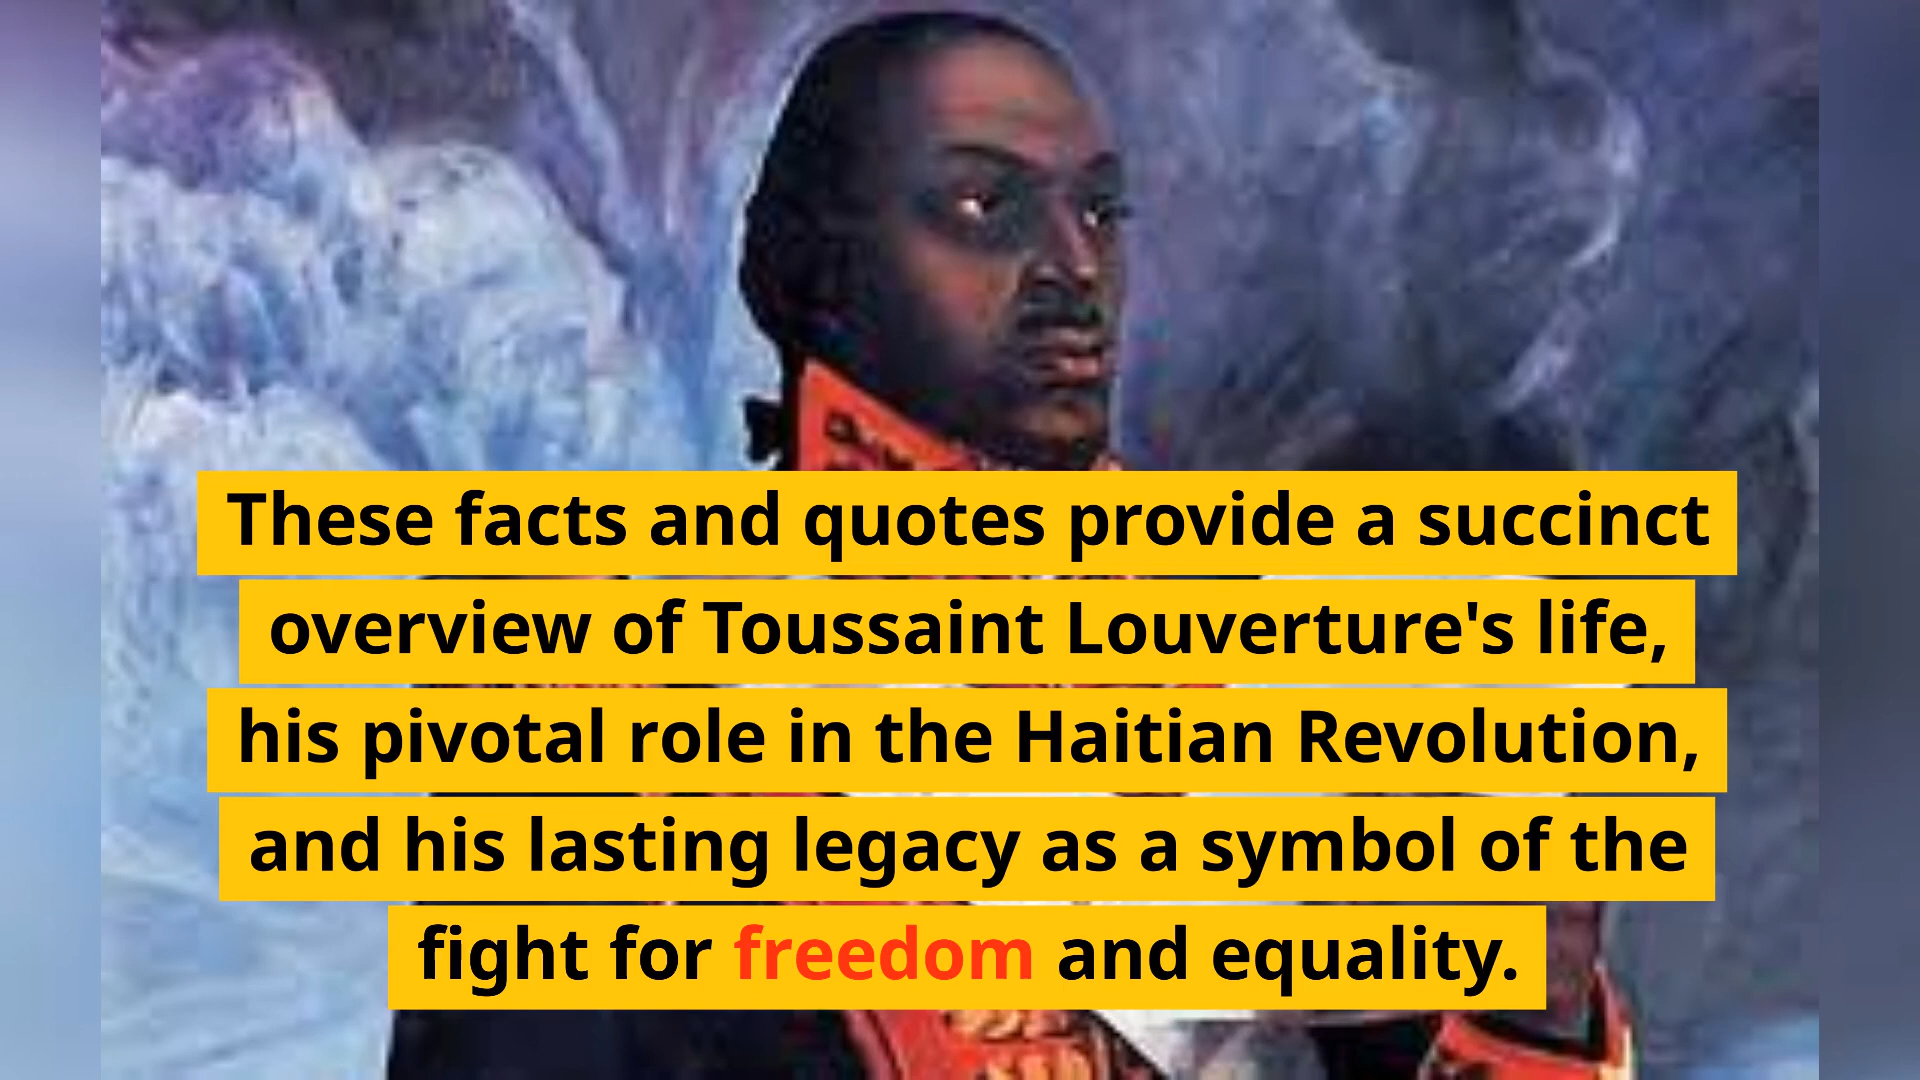 These facts and quotes provide a succinct
overview of Toussaint Louverture's life,
his pivotal role in the Haitian Revolution,
and his lasting legacy as a symbol of the
fight for freedom and equality.